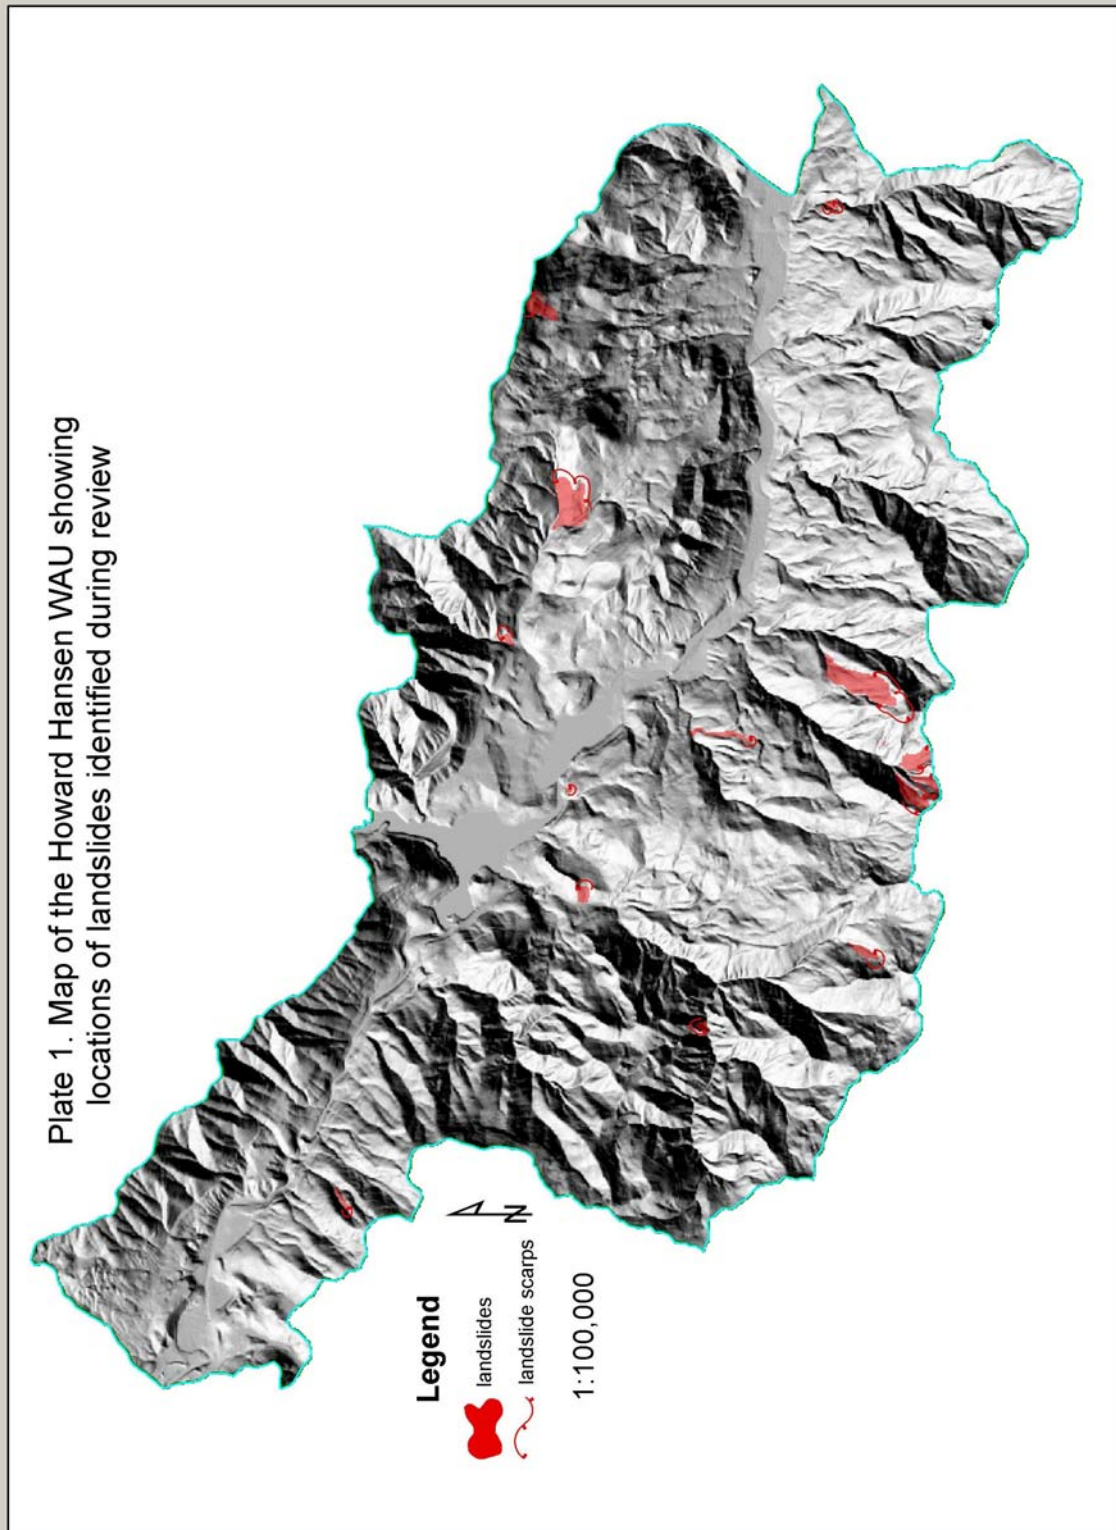 Plate 1. Map of the Howard Hansen WAU showing
locations of landslides identified during review
N
Legend
landslides
landslide scarps
1:100,000